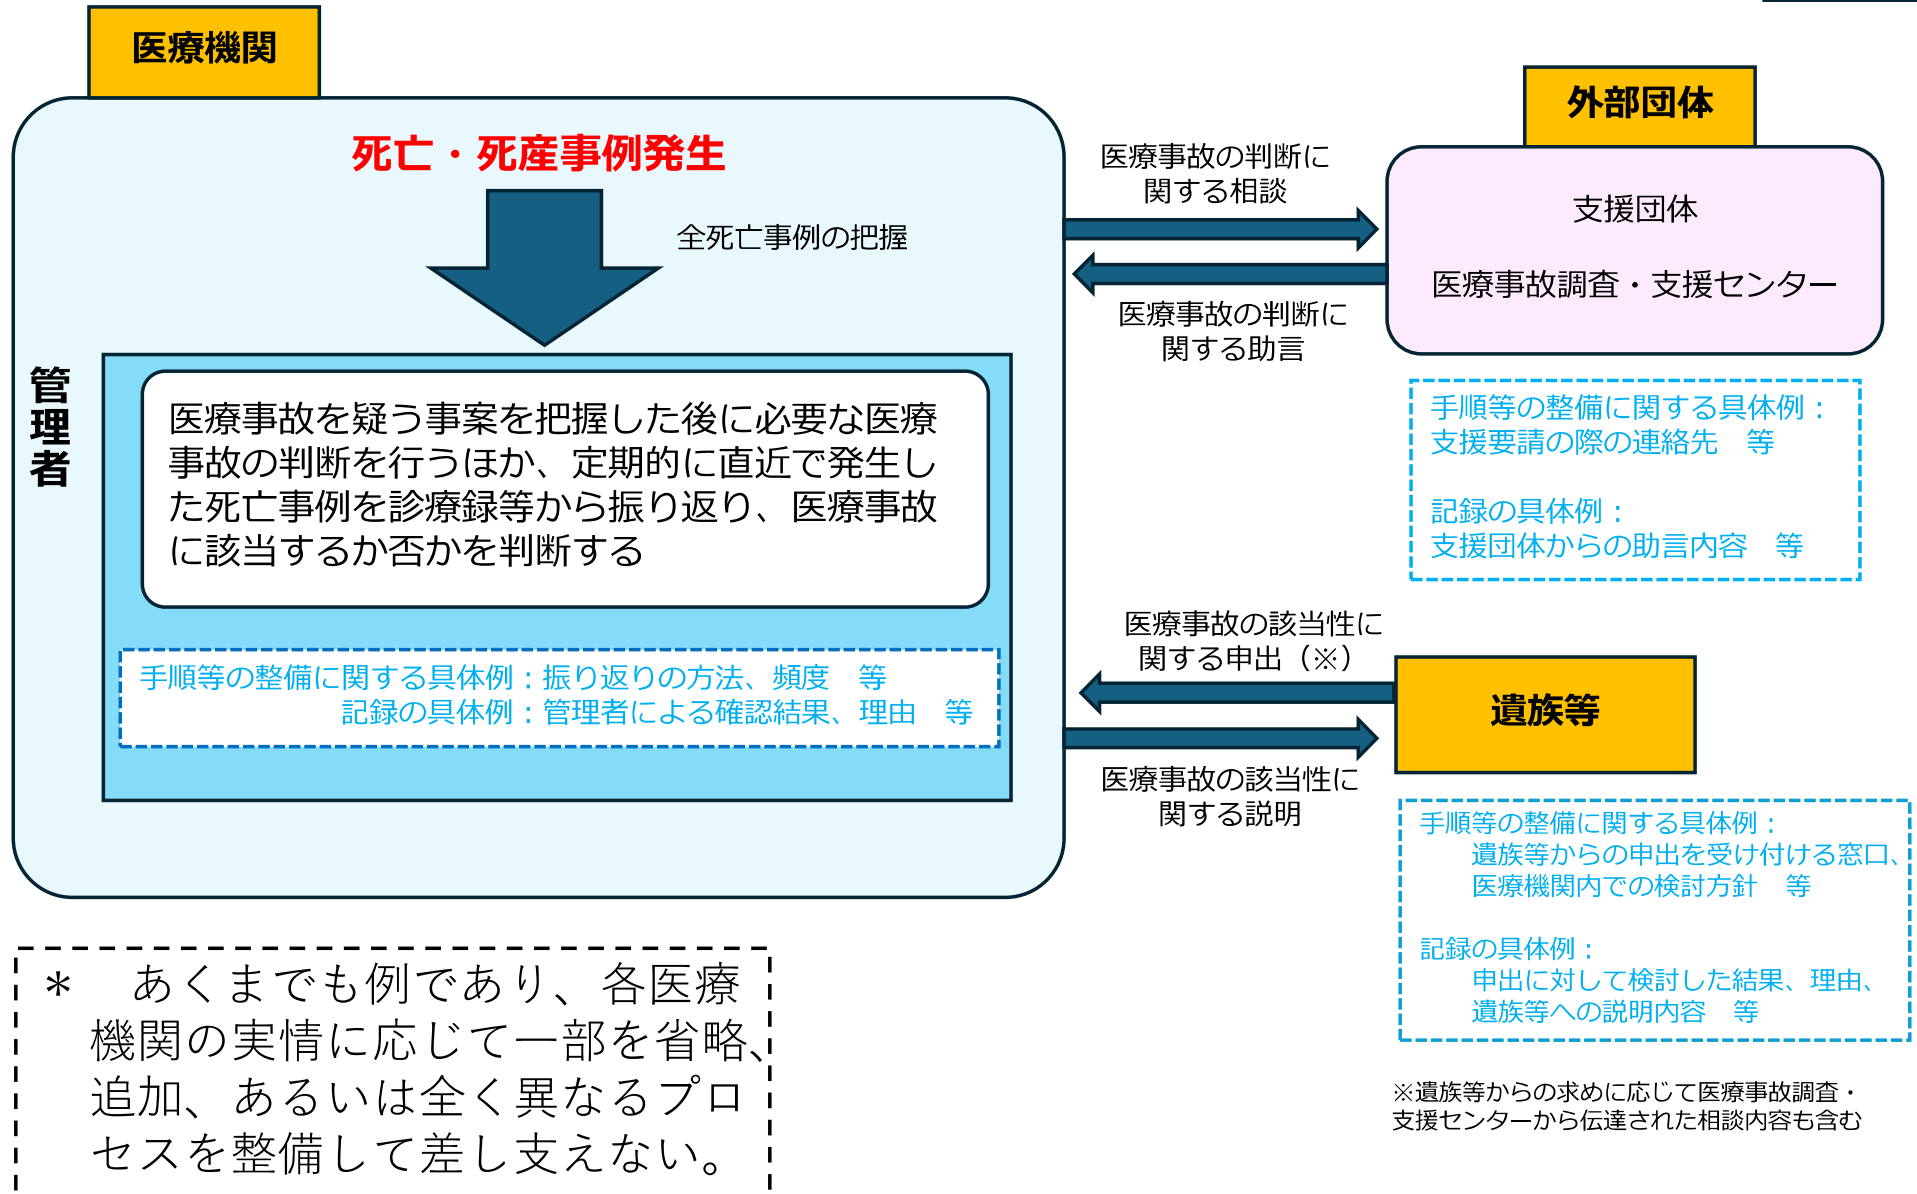 医療機関
死亡・死産事例発生
全死亡事例の把握
管理者
医療事故を疑う事案を把握した後に必要な医療
事故の判断を行うほか、定期的に直近で発生し
た死亡事例を診療録等から振り返り、医療事故
に該当するか否かを判断する
手順等の整備に関する具体例：振り返りの方法、頻度　等
記録の具体例：管理者による確認結果、理由　等
医療事故の判断に
関する相談
医療事故の判断に
関する助言
外部団体
支援団体
医療事故調査・支援センター
手順等の整備に関する具体例：
支援要請の際の連絡先　等
記録の具体例：
支援団体からの助言内容　等
医療事故の該当性に
関する申出（※）
医療事故の該当性に
関する説明
遺族等
手順等の整備に関する具体例：
遺族等からの申出を受け付ける窓口、
医療機関内での検討方針　等
記録の具体例：
申出に対して検討した結果、理由、
遺族等への説明内容　等
※遺族等からの求めに応じて医療事故調査・
支援センターから伝達された相談内容も含む
＊　あくまでも例であり、各医療
機関の実情に応じて一部を省略、
追加、あるいは全く異なるプロ
セスを整備して差し支えない。